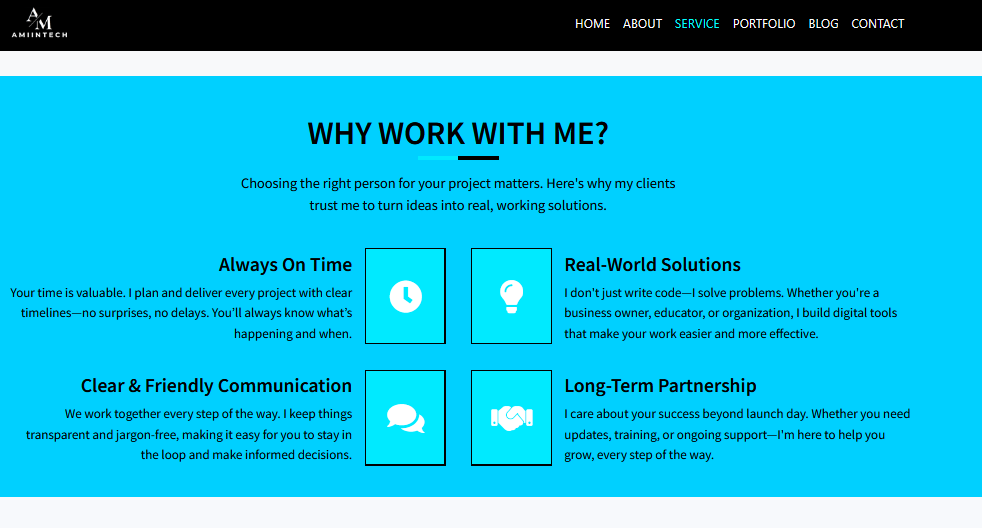 AM
AMIINTECH
HOME ABOUT SERVICE PORTFOLIO BLOG CONTACT
WHY WORK WITH ME?
Choosing the right person for your project matters. Here's why my clients
trust me to turn ideas into real, working solutions.
Always On Time
Your time is valuable. I plan and deliver every project with clear
timelines—no surprises, no delays. You'll always know what's
happening and when.
Real-World Solutions
I don't just write code—I solve problems. Whether you're a
business owner, educator, or organization, I build digital tools
that make your work easier and more effective.
Clear & Friendly Communication
We work together every step of the way. I keep things
transparent and jargon-free, making it easy for you to stay in
the loop and make informed decisions.
Long-Term Partnership
I care about your success beyond launch day. Whether you need
updates, training, or ongoing support—I'm here to help you
grow, every step of the way.